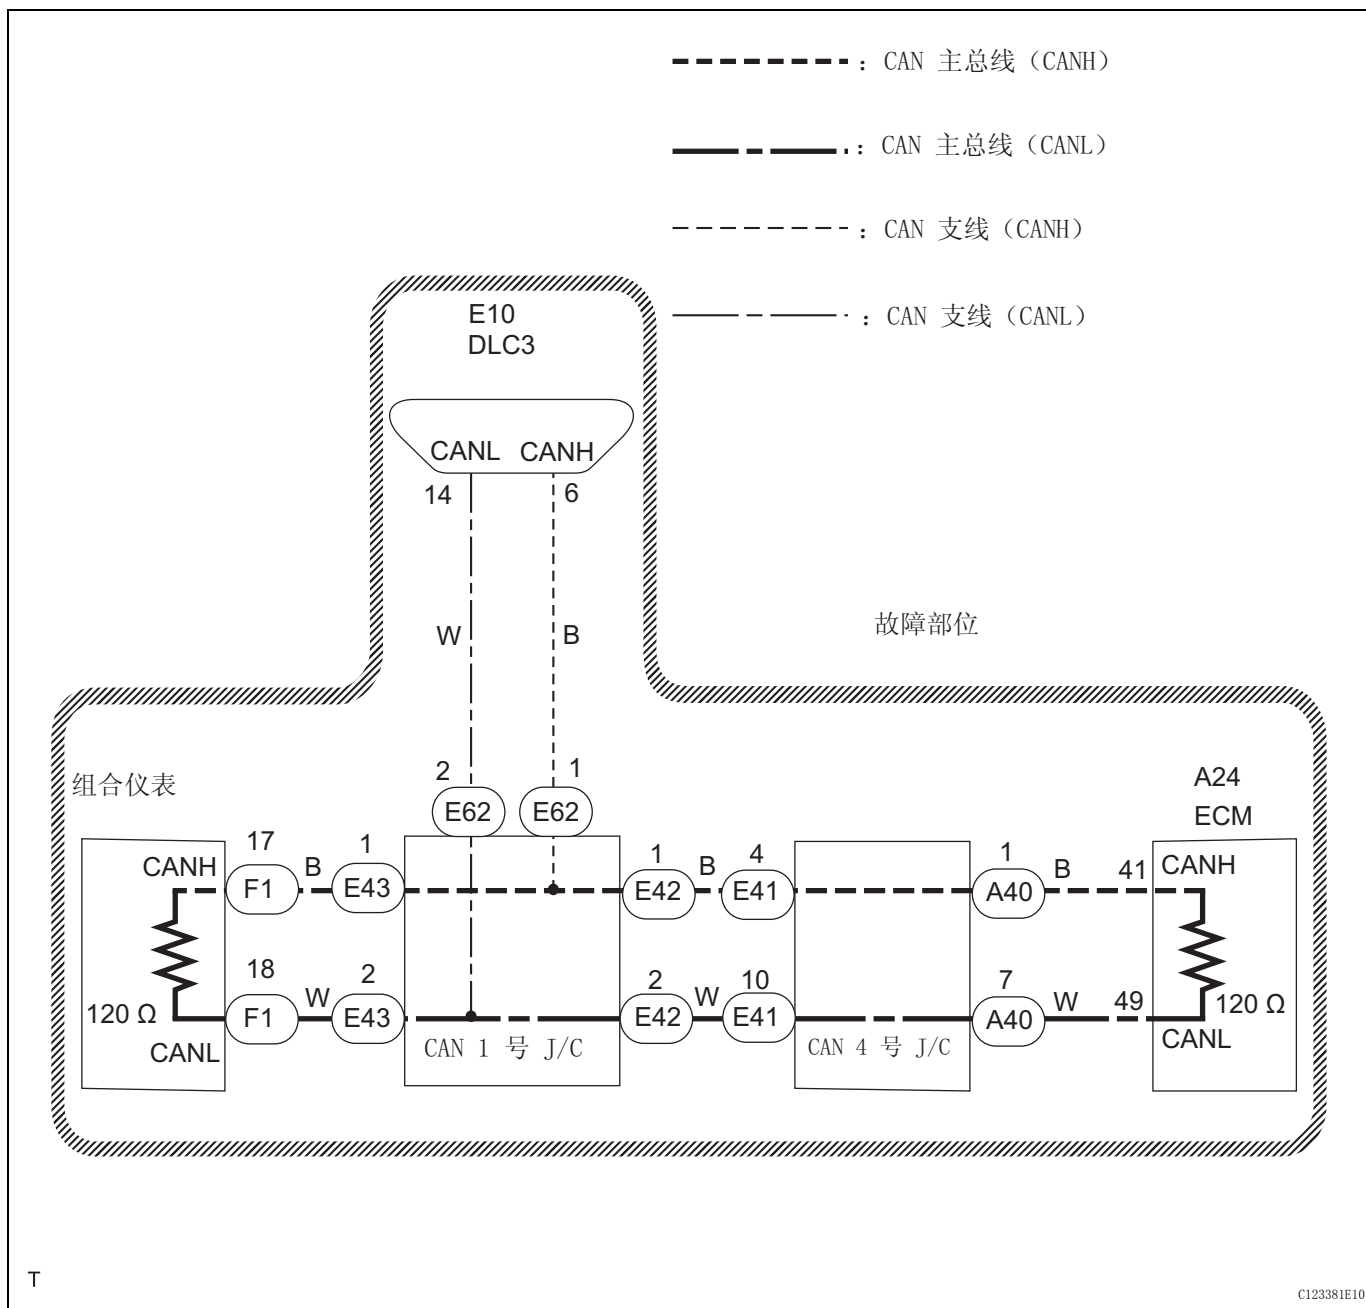 : CAN 主总线（CANH）
: CAN 主总线（CANL）
: CAN 支线（CANH）
: CAN 支线（CANL）
E10
DLC3
CANL CANH
14 6
W B
故障部位
组合仪表
2 1
E62 E62
A24
ECM
17 1 1 4 1
CANH F1 B E43 E42 B E41 A40 B 41 CANH
18 2 2 10 7
120 Ω F1 W E43 E42 W E41 A40 W 49 120 Ω
CANL CAN 1 号 J/C CAN 4 号 J/C CANL
T
C123381E10